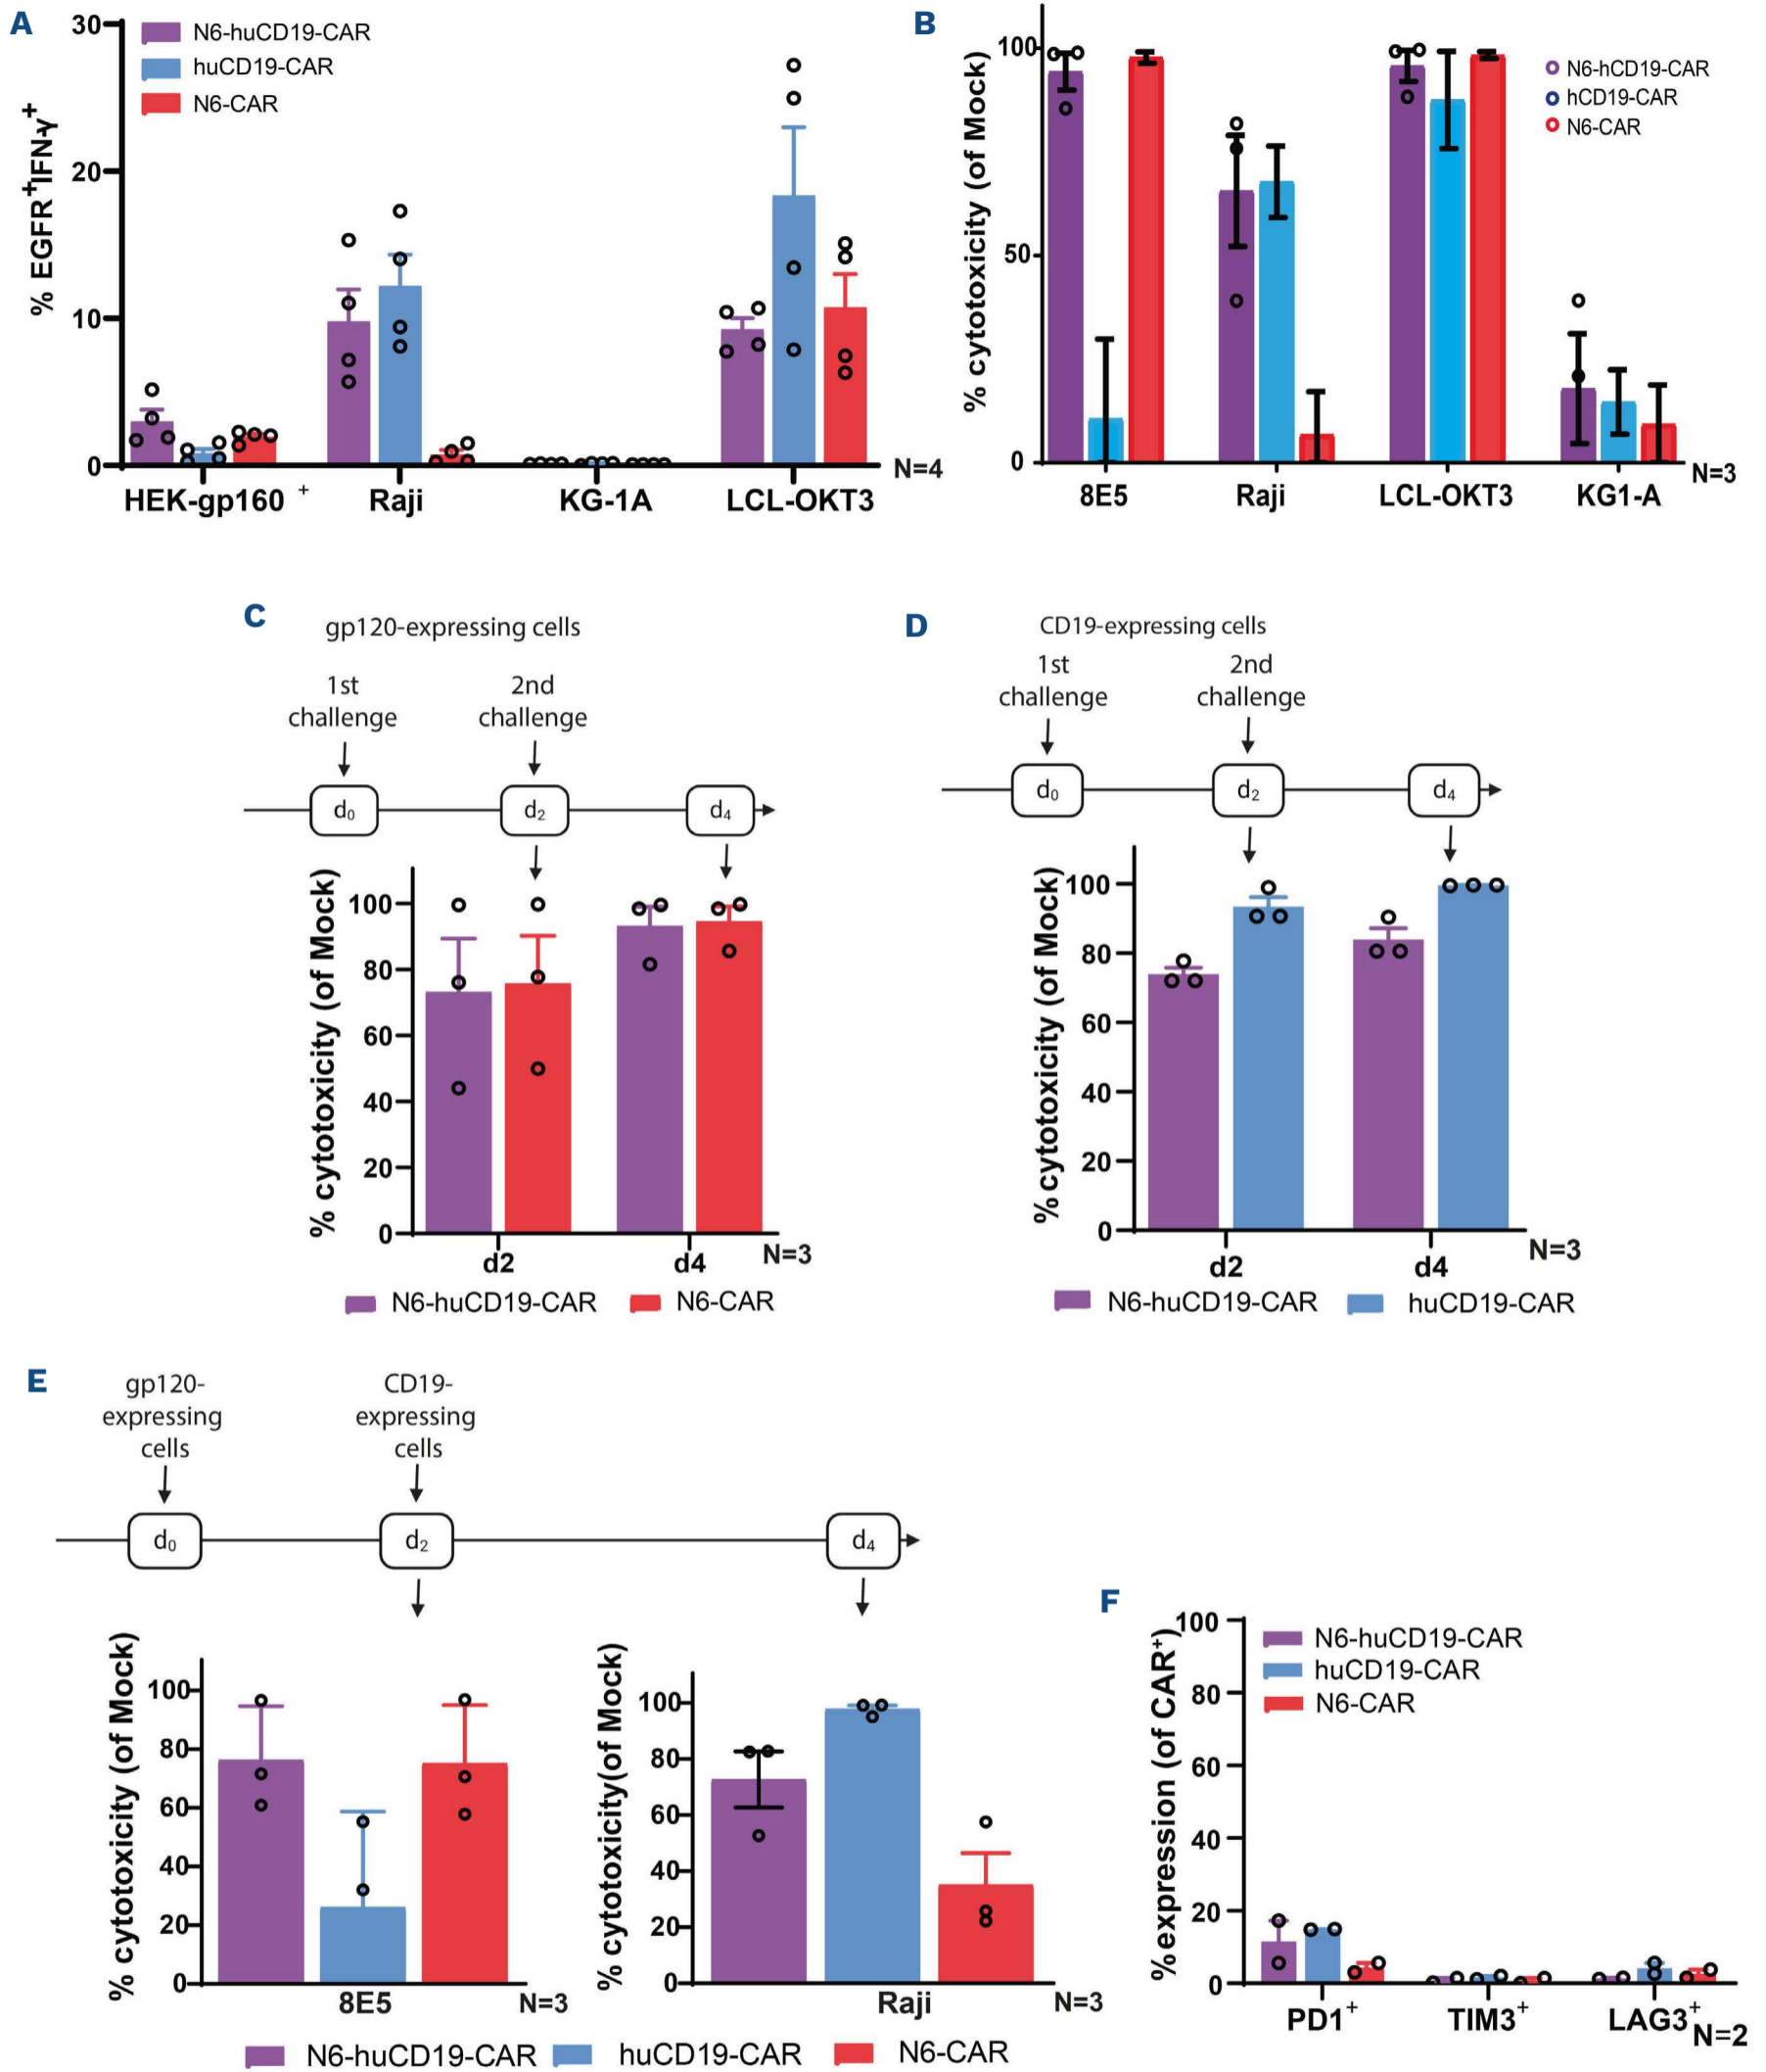 A
% EGFR+IFN-γ+
30
20
10
0
N6-huCD19-CAR
huCD19-CAR
N6-CAR
HEK-gp160 +
Raji
KG-1A
LCL-OKT3
N=4
B
% cytotoxicity (of Mock)
100
50
0
N6-hCD19-CAR
hCD19-CAR
N6-CAR
8E5
Raji
LCL-OKT3
KG1-A
N=3
C
gp120-expressing cells
1st
challenge
2nd
challenge
d0
d2
d4
% cytotoxicity (of Mock)
100
80
60
40
20
0
d2
d4
N=3
N6-huCD19-CAR
N6-CAR
D
CD19-expressing cells
1st
challenge
2nd
challenge
d0
d2
d4
% cytotoxicity (of Mock)
100
80
60
40
20
0
d2
d4
N=3
N6-huCD19-CAR
huCD19-CAR
E
gp120-
expressing
cells
CD19-
expressing
cells
d0
d2
d4
% cytotoxicity (of Mock)
100
80
60
40
20
0
8E5
N=3
% cytotoxicity(of Mock)
100
80
60
40
20
0
Raji
N=3
N6-huCD19-CAR
huCD19-CAR
N6-CAR
F
% expression (of CAR+)
100
80
60
40
20
0
N6-huCD19-CAR
huCD19-CAR
N6-CAR
PD1+
TIM3+
LAG3+
N=2